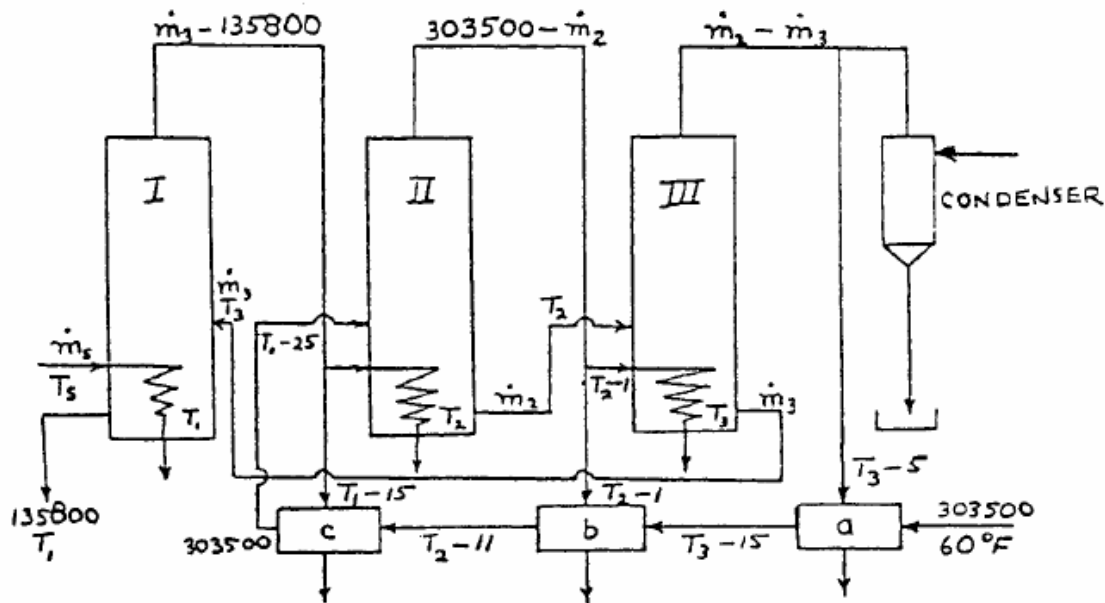 ṁ₃-135800
303500-ṁ₂
ṁ₂-ṁ₃
I
II
III
CONDENSER
ṁ₃
T₃
T₂
T₁-25
ṁₛ
Tₛ
T₁
T₂
ṁ₂
T₂-1
T₃
ṁ₃
T₃-5
T₁-15
T₂-1
135800
T₁
303500
c
T₂-11
b
T₃-15
a
303500
60°F